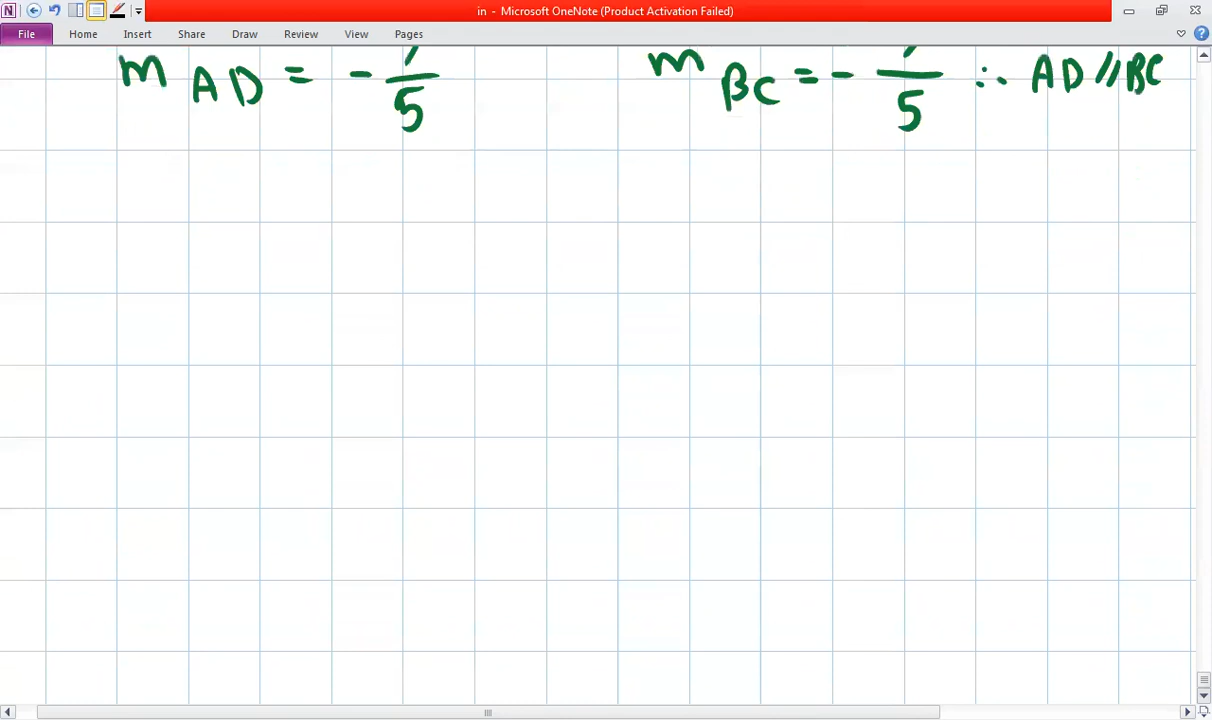 in - Microsoft OneNote (Product Activation Failed)
File Home Insert Share Draw Review View Pages
m AD = - /5 m BC = - /5 ∴ AD // BC